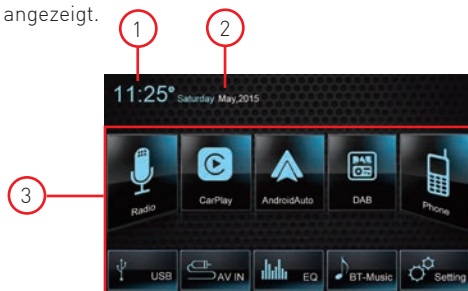 angezeigt.
1 2
11:25° Saturday May,2015
3
Radio CarPlay AndroidAuto DAB Phone
USB AV IN EQ BT-Music Setting